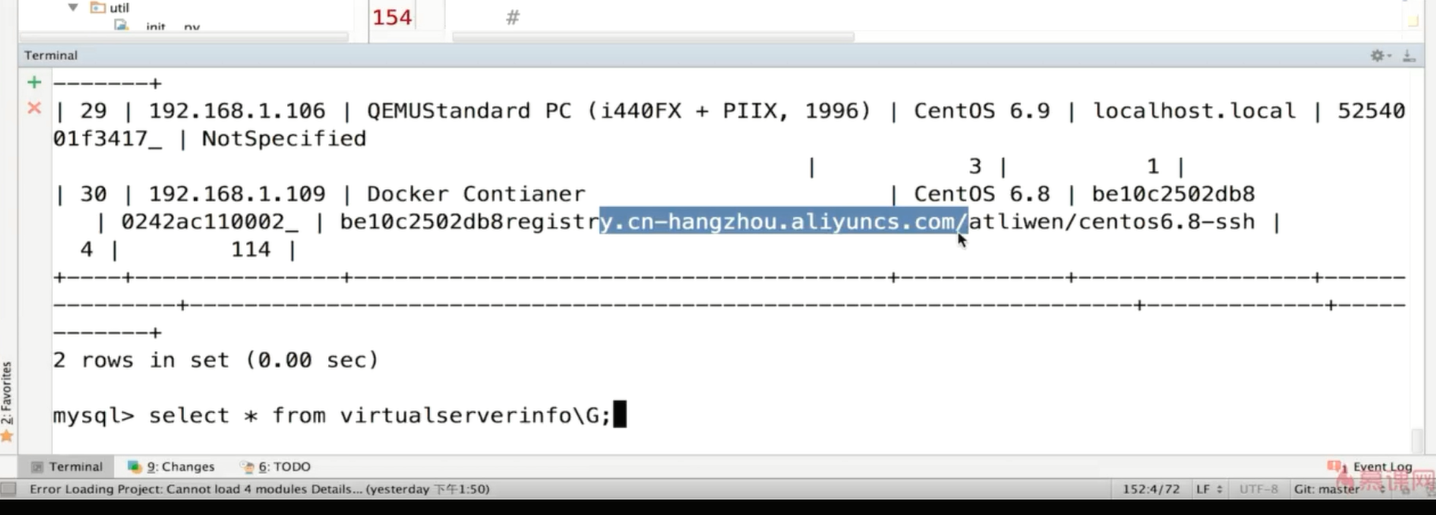 util
init py
154 #
Terminal
-------+
| 29 | 192.168.1.106 | QEMUStandard PC (i440FX + PIIX, 1996) | CentOS 6.9 | localhost.local | 52540
01f3417_ | NotSpecified
| 3 | 1 |
| 30 | 192.168.1.109 | Docker Contianer | CentOS 6.8 | be10c2502db8
| 0242ac110002_ | be10c2502db8registry.cn-hangzhou.aliyuncs.com/atliwen/centos6.8-ssh |
4 | 114 |
+----+----------------+----------------------------------------+------------+-----------------+------
---------+---------------------------------------------------------------------+-------------+-----
-------+
2 rows in set (0.00 sec)
mysql> select * from virtualserverinfo\G;
2: Favorites
Terminal 9: Changes 6: TODO 1 Event Log
Error Loading Project: Cannot load 4 modules Details... (yesterday 下午1:50) 152:4/72 LF UTF-8 Git: master
慕课网